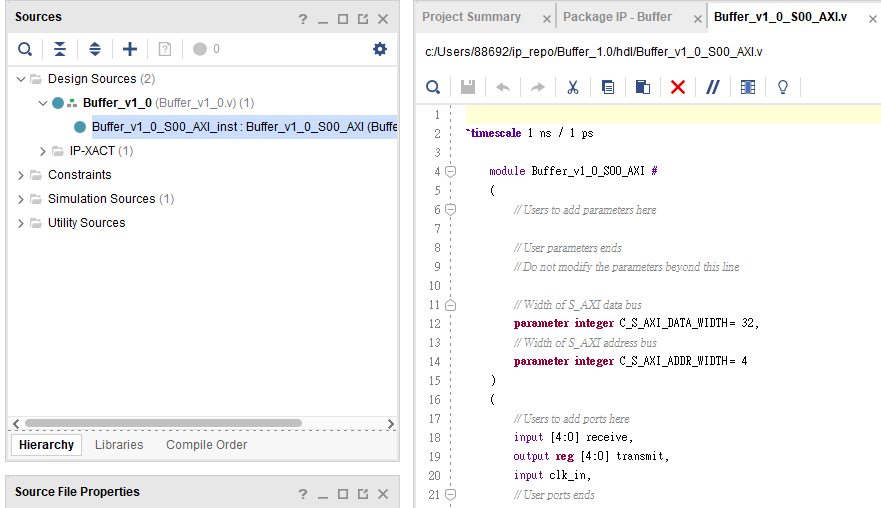 Sources
0
Design Sources (2)
Buffer_v1_0 (Buffer_v1_0.v) (1)
Buffer_v1_0_S00_AXI_inst : Buffer_v1_0_S00_AXI (Buffe
IP-XACT (1)
Constraints
Simulation Sources (1)
Utility Sources
Hierarchy Libraries Compile Order
Source File Properties
Project Summary Package IP - Buffer Buffer_v1_0_S00_AXI.v
c:/Users/88692/ip_repo/Buffer_1.0/hdl/Buffer_v1_0_S00_AXI.v
1
2 `timescale 1 ns / 1 ps
3
4 module Buffer_v1_0_S00_AXI #
5 (
6 // Users to add parameters here
7
8 // User parameters ends
9 // Do not modify the parameters beyond this line
10
11 // Width of S_AXI data bus
12 parameter integer C_S_AXI_DATA_WIDTH= 32,
13 // Width of S_AXI address bus
14 parameter integer C_S_AXI_ADDR_WIDTH= 4
15 )
16 (
17 // Users to add ports here
18 input [4:0] receive,
19 output reg [4:0] transmit,
20 input clk_in,
21 // User ports ends